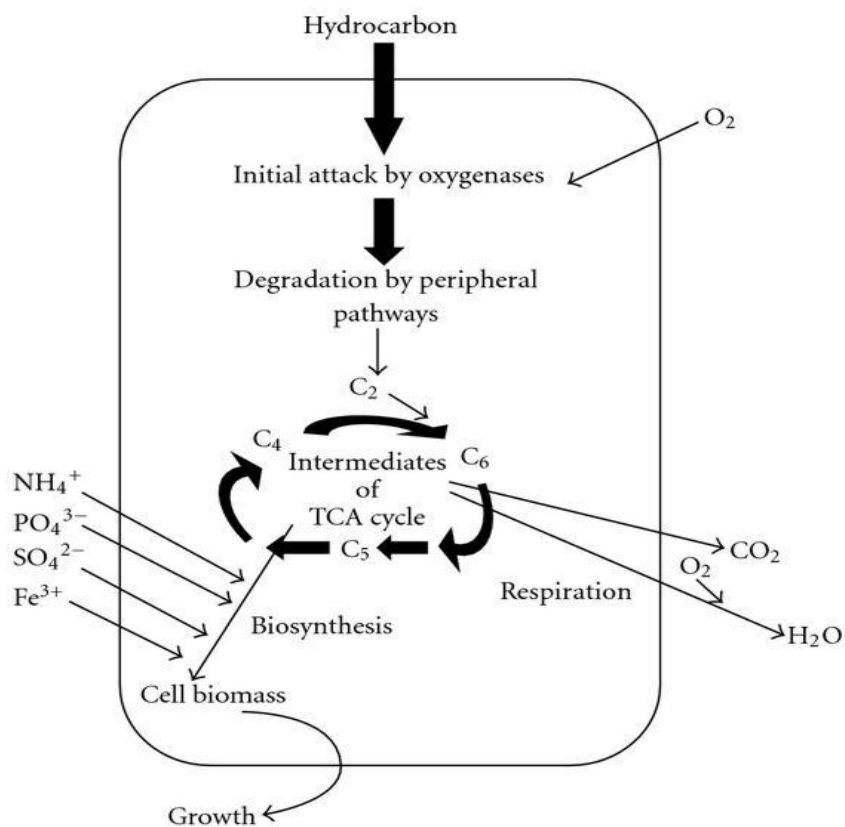 Hydrocarbon
O₂
Initial attack by oxygenases
Degradation by peripheral
pathways
C₂
C₄
C₆
Intermediates
of
TCA cycle
C₅
NH₄⁺
PO₄³⁻
SO₄²⁻
Fe³⁺
CO₂
O₂
Respiration
H₂O
Biosynthesis
Cell biomass
Growth